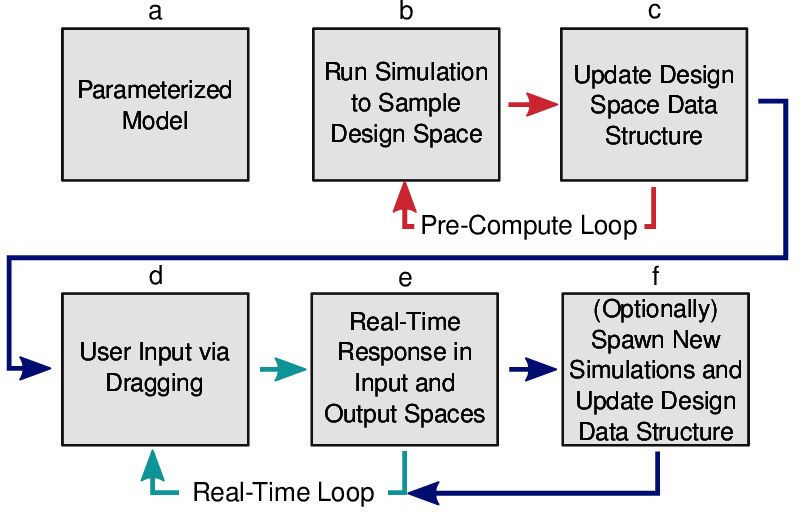 a
b
c
Parameterized
Model
Run Simulation
to Sample
Design Space
Update Design
Space Data
Structure
Pre-Compute Loop
d
e
f
User Input via
Dragging
Real-Time
Response in
Input and
Output Spaces
(Optionally)
Spawn New
Simulations and
Update Design
Data Structure
Real-Time Loop